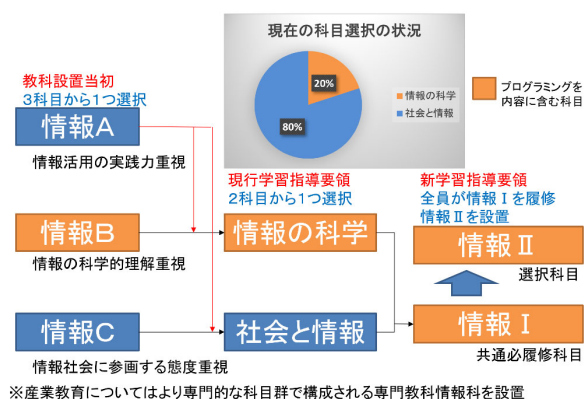 現在の科目選択の状況
20%
80%
情報の科学
社会と情報
プログラミングを
内容に含む科目
教科設置当初
3科目から1つ選択
情報A
情報活用の実践力重視
情報B
情報の科学的理解重視
情報C
情報社会に参画する態度重視
現行学習指導要領
2科目から1つ選択
情報の科学
社会と情報
新学習指導要領
全員が情報Ⅰを履修
情報Ⅱを設置
情報Ⅱ
選択科目
情報Ⅰ
共通必履修科目
※産業教育についてはより専門的な科目群で構成される専門教科情報科を設置